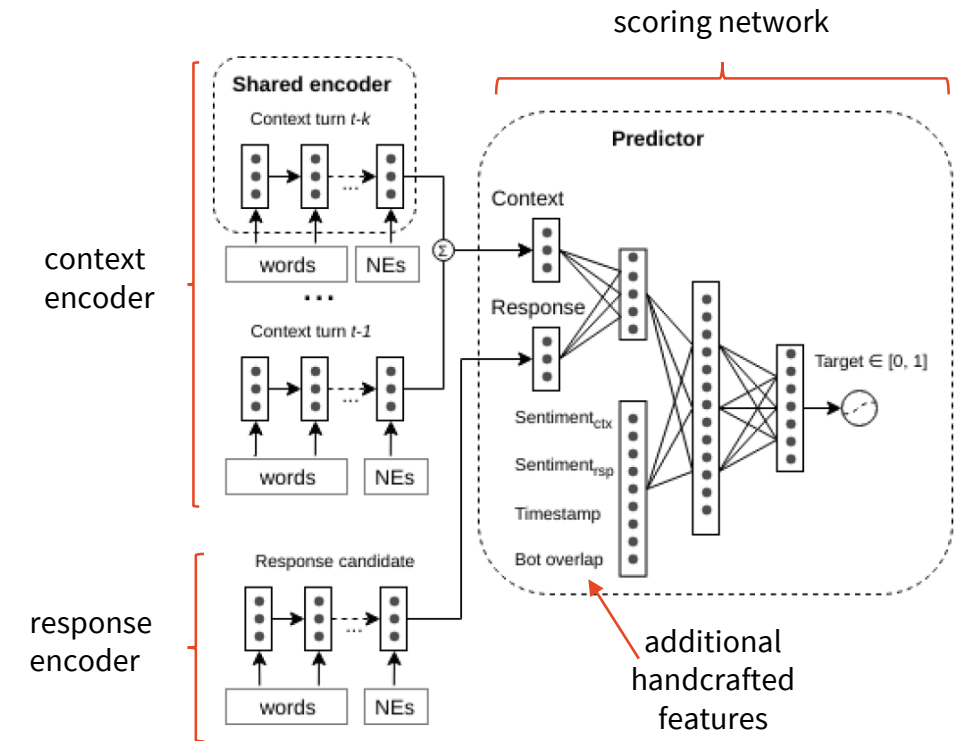 scoring network
Shared encoder
Context turn t-k
...
words
NEs
...
Context turn t-1
...
words
NEs
context
encoder
Σ
Predictor
Context
Response
Sentiment_ctx
Sentiment_rsp
Timestamp
Bot overlap
Target ∈ [0, 1]
Response candidate
...
words
NEs
response
encoder
additional
handcrafted
features